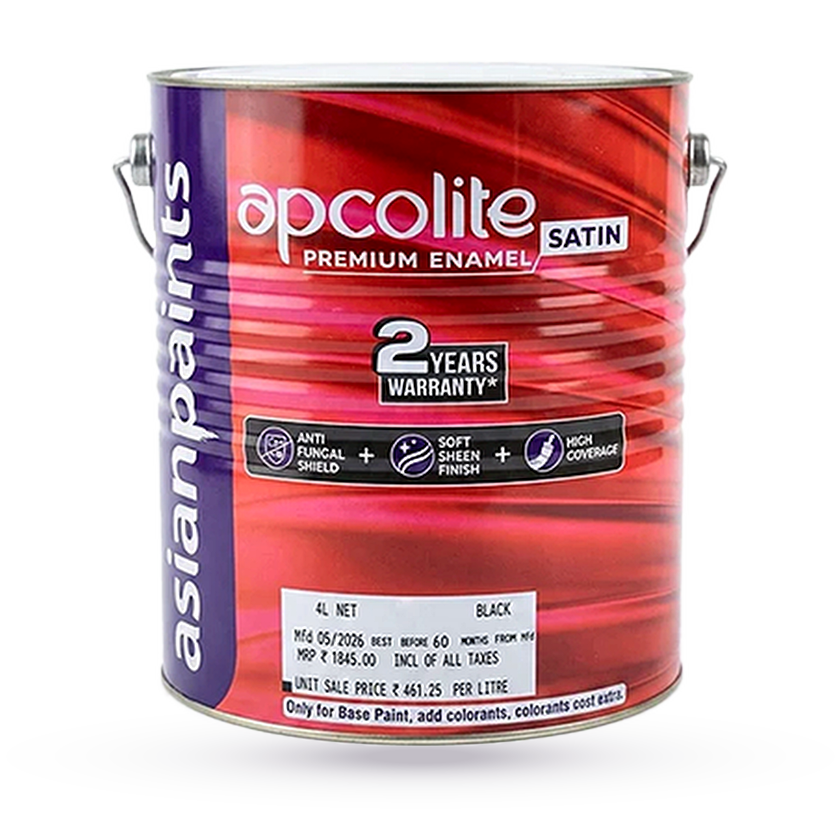 asianpaints
apcolite
SATIN
PREMIUM ENAMEL
2 YEARS
WARRANTY*
ANTI
FUNGAL
SHIELD
+
SOFT
SHEEN
FINISH
+
HIGH
COVERAGE
4L NET BLACK
Mfd 05/2026 BEST BEFORE 60 MONTHS FROM Mfd
MRP ₹ 1845.00 INCL OF ALL TAXES
UNIT SALE PRICE ₹ 461.25 PER LITRE
Only for Base Paint, add colorants, colorants cost extra.